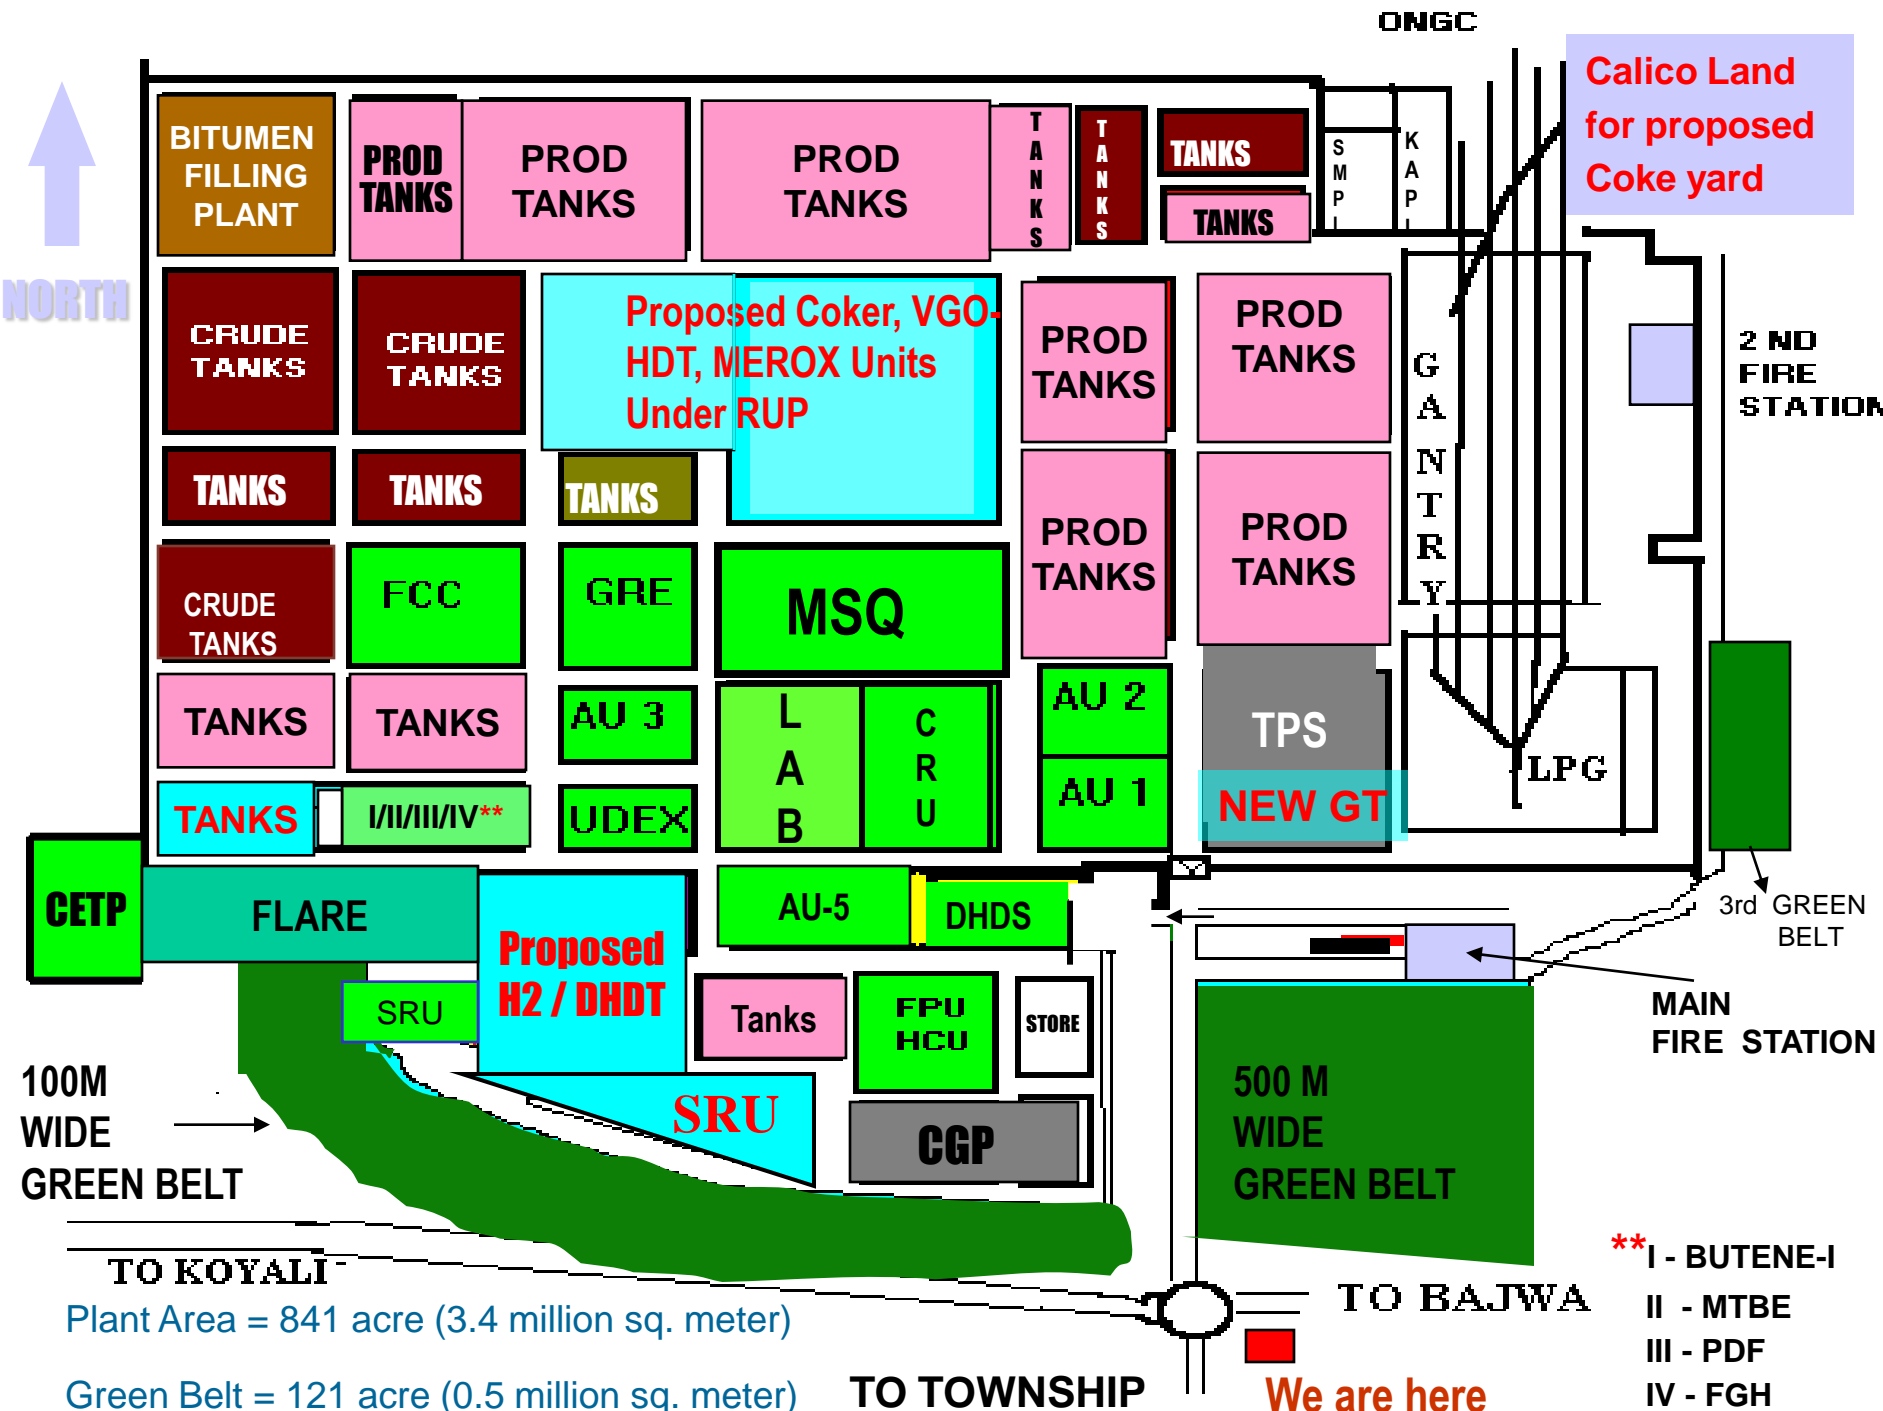 ONGC
Calico Land
for proposed
Coke yard
NORTH
BITUMEN
FILLING
PLANT
PROD
TANKS
PROD
TANKS
PROD
TANKS
TANKS
TANKS
TANKS
TANKS
SMPL
KAPL
CRUDE
TANKS
CRUDE
TANKS
Proposed Coker, VGO-
HDT, MEROX Units
Under RUP
PROD
TANKS
PROD
TANKS
GANTRY
2 ND
FIRE
STATION
TANKS
TANKS
TANKS
PROD
TANKS
PROD
TANKS
CRUDE
TANKS
FCC
GRE
MSQ
TANKS
TANKS
AU 3
LAB
CRU
AU 2
TPS
LPG
TANKS
I/II/III/IV**
UDEX
AU 1
NEW GT
CETP
FLARE
AU-5
DHDS
3rd GREEN
BELT
Proposed
H2 / DHDT
SRU
Tanks
FPU
HCU
STORE
MAIN
FIRE STATION
100M
WIDE
GREEN BELT
SRU
CGP
500 M
WIDE
GREEN BELT
TO KOYALI
TO BAJWA
**I - BUTENE-I
II - MTBE
III - PDF
IV - FGH
Plant Area = 841 acre (3.4 million sq. meter)
Green Belt = 121 acre (0.5 million sq. meter)
TO TOWNSHIP
We are here